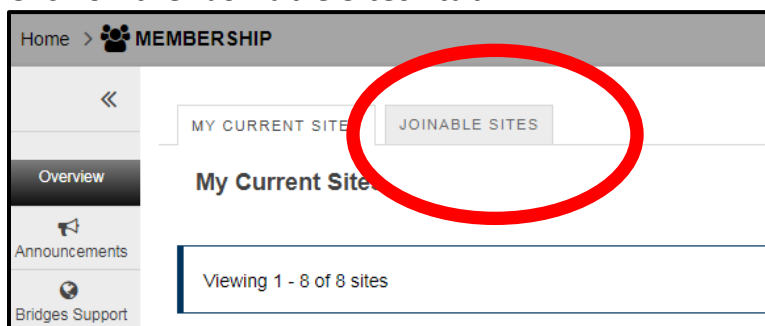 Home > MEMBERSHIP
MY CURRENT SITE
JOINABLE SITES
Overview
My Current Sites
Announcements
Viewing 1 - 8 of 8 sites
Bridges Support